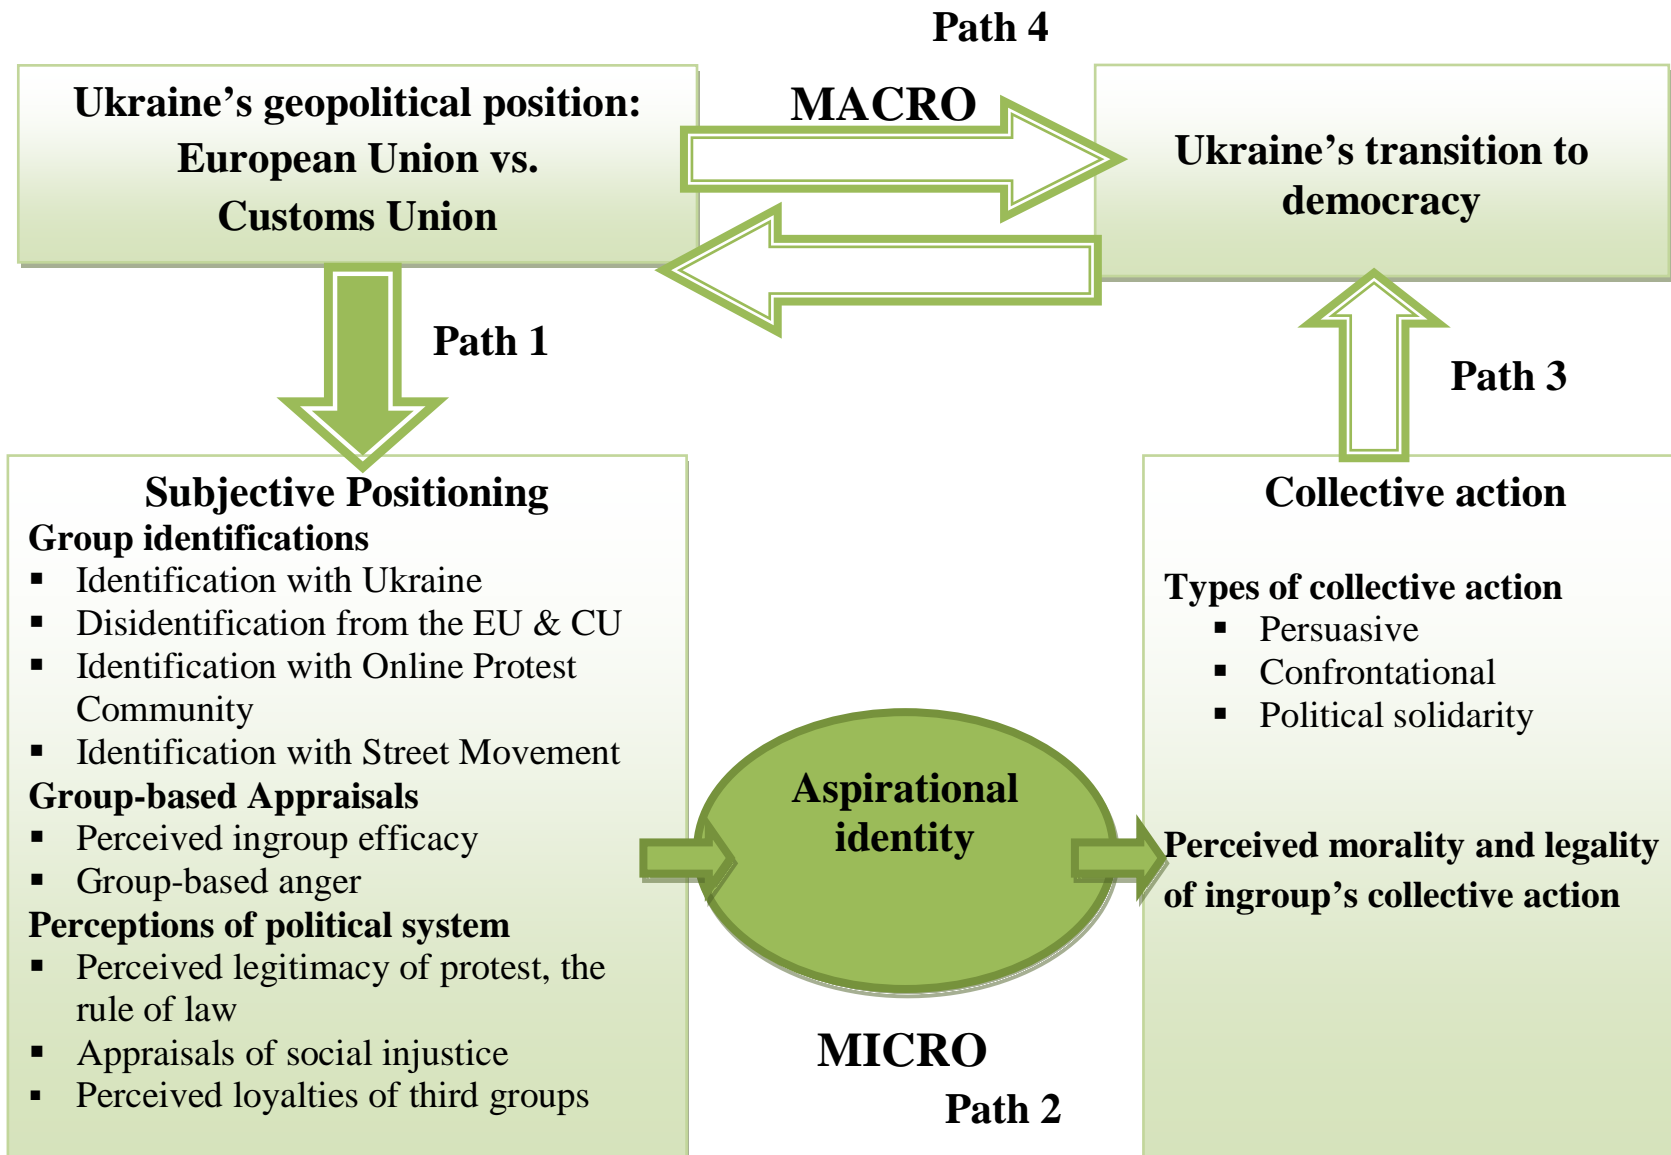 Path 4
Ukraine’s geopolitical position:
European Union vs.
Customs Union
MACRO
Ukraine’s transition to
democracy
Path 1
Path 3
Subjective Positioning
Group identifications
▪ Identification with Ukraine
▪ Disidentification from the EU & CU
▪ Identification with Online Protest
Community
▪ Identification with Street Movement
Group-based Appraisals
▪ Perceived ingroup efficacy
▪ Group-based anger
Perceptions of political system
▪ Perceived legitimacy of protest, the
rule of law
▪ Appraisals of social injustice
▪ Perceived loyalties of third groups
Aspirational
identity
MICRO
Path 2
Collective action
Types of collective action
▪ Persuasive
▪ Confrontational
▪ Political solidarity
Perceived morality and legality
of ingroup’s collective action